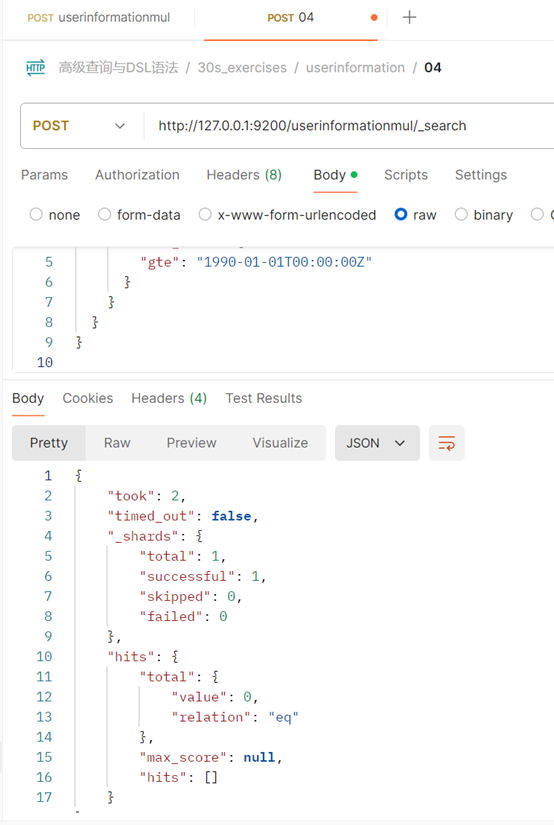 POST userinformationmul POST 04
HTTP 高级查询与DSL语法 / 30s_exercises / userinformation / 04
POST http://127.0.0.1:9200/userinformationmul/_search
Params Authorization Headers (8) Body Scripts Settings
none form-data x-www-form-urlencoded raw binary
5 "gte": "1990-01-01T00:00:00Z"
6 }
7 }
8 }
9 }
10
Body Cookies Headers (4) Test Results
Pretty Raw Preview Visualize JSON
1 {
2 "took": 2,
3 "timed_out": false,
4 "_shards": {
5 "total": 1,
6 "successful": 1,
7 "skipped": 0,
8 "failed": 0
9 },
10 "hits": {
11 "total": {
12 "value": 0,
13 "relation": "eq"
14 },
15 "max_score": null,
16 "hits": []
17 }